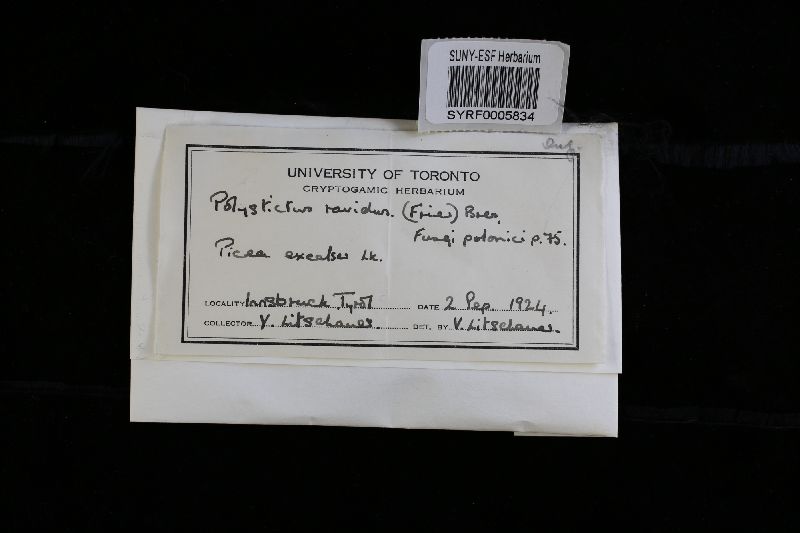 SUNY-ESF Herbarium
SYRF0005834
UNIVERSITY OF TORONTO
CRYPTOGAMIC HERBARIUM
Polystictus ravidus. (Fries) Bres.
Fungi polonici p. 75.
Picea excelsa Lk.
LOCALITY Innsbruck, Tyrol DATE 2 Sep. 1924.
COLLECTOR V. Litschauer. DET. BY V. Litschauer.